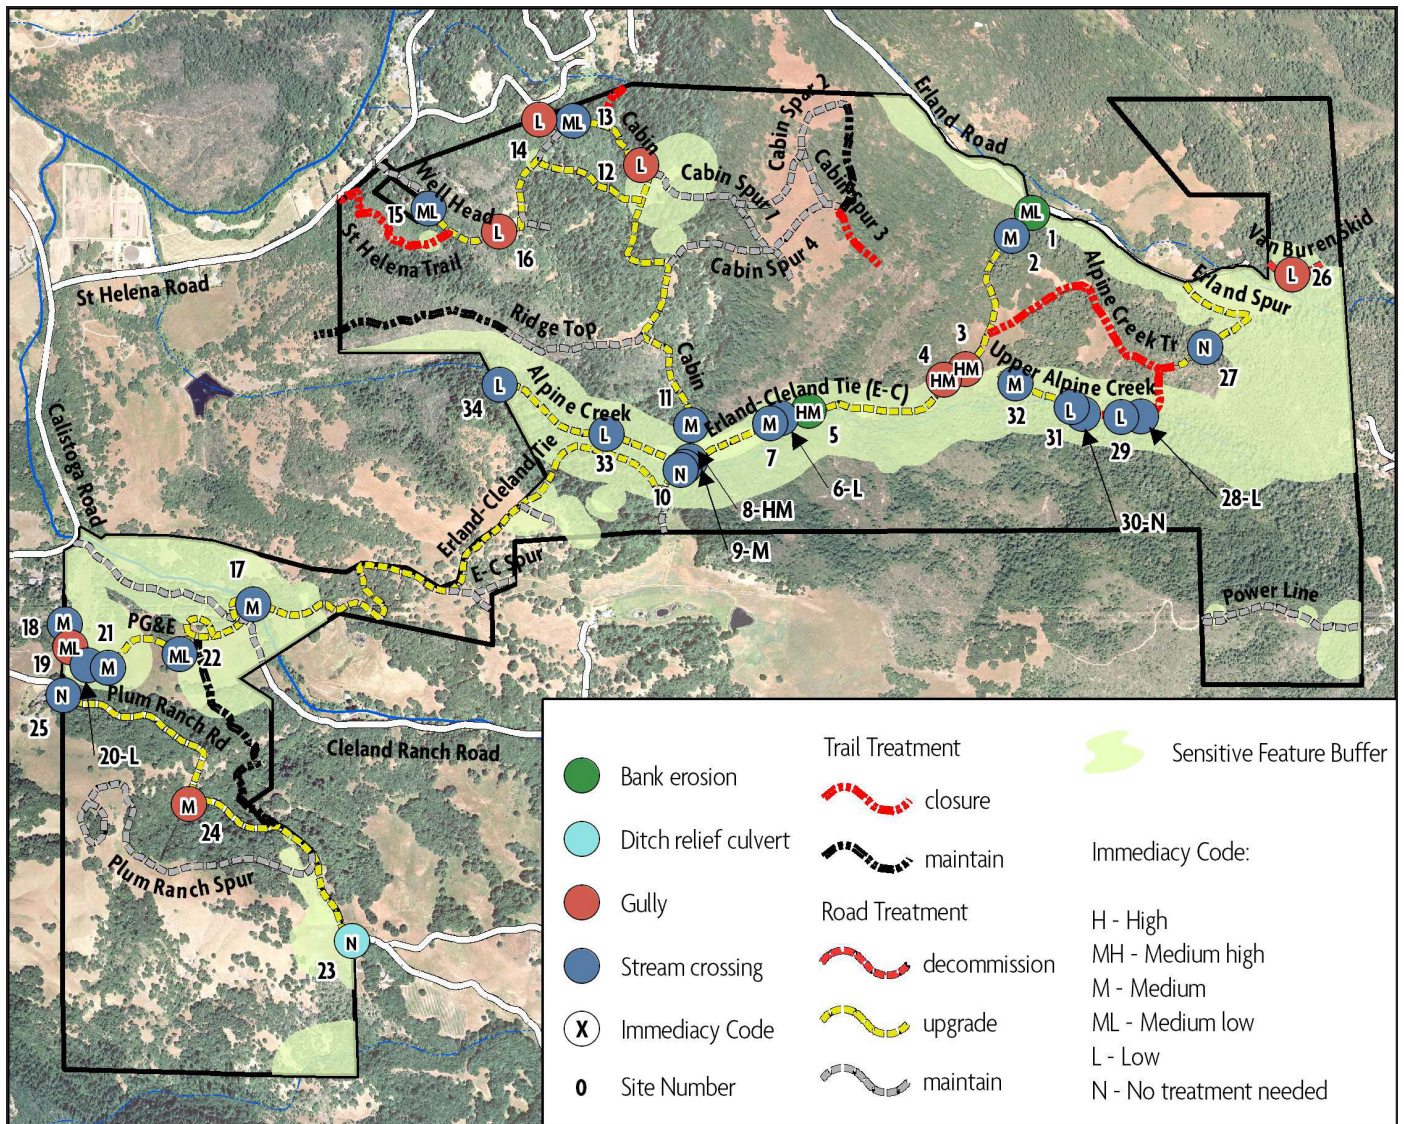 Erland Road
Cabin Spur 2
13
Cabin
L
ML
14
12
L
Cabin Spur 1
Cabin Spur 3
Well Head
15
ML
L
16
St Helena Trail
Cabin Spur 4
ML
1
M
2
Van Buren Skid
L
26
Erland Spur
Alpine Creek Tr
St Helena Road
Ridge Top
N
27
3
HM
4
HM
Upper Alpine Creek
Cabin
L
34
Alpine Creek
11
M
Erland-Cleland Tie (E-C)
M
32
L
31
L
29
HM
5
M
7
L
33
6-L
28-L
30-N
N
10
8-HM
9-M
Calistoga Road
Erland-Cleland Tie
E-C Spur
Power Line
17
M
18
M
PG&E
21
19
ML
M
ML
22
N
25
Plum Ranch Rd
20-L
Cleland Ranch Road
M
24
Plum Ranch Spur
N
23
Bank erosion
Ditch relief culvert
Gully
Stream crossing
X
Immediacy Code
0
Site Number
Trail Treatment
closure
maintain
Road Treatment
decommission
upgrade
maintain
Sensitive Feature Buffer
Immediacy Code:
H - High
MH - Medium high
M - Medium
ML - Medium low
L - Low
N - No treatment needed